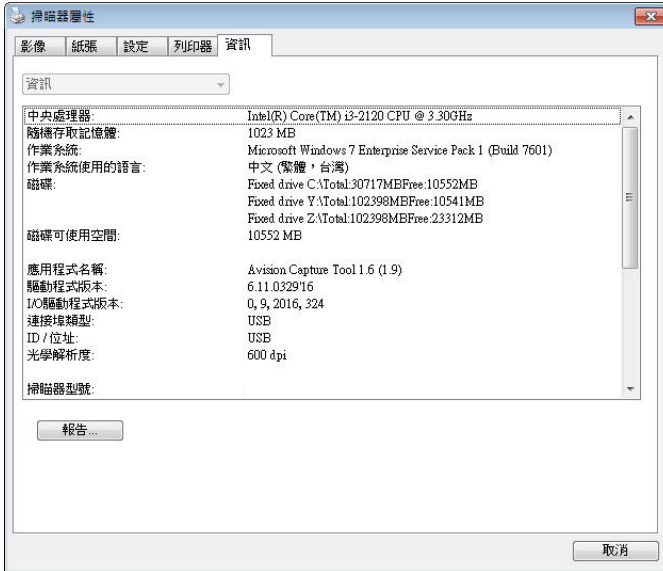 掃瞄器屬性
影像 紙張 設定 列印器 資訊
資訊
中央處理器: Intel(R) Core(TM) i3-2120 CPU @ 3.30GHz
隨機存取記憶體: 1023 MB
作業系統: Microsoft Windows 7 Enterprise Service Pack 1 (Build 7601)
作業系統使用的語言: 中文 (繁體，台灣)
磁碟: Fixed drive C:\Total:30717MBFree:10552MB
Fixed drive Y:\Total:102398MBFree:10541MB
Fixed drive Z:\Total:102398MBFree:23312MB
磁碟可使用空間: 10552 MB
應用程式名稱: Avision Capture Tool 1.6 (1.9)
驅動程式版本: 6.11.0329'16
I/O驅動程式版本: 0, 9, 2016, 324
連接埠類型: USB
ID / 位址: USB
光學解析度: 600 dpi
掃瞄器型號:
報告...
取消